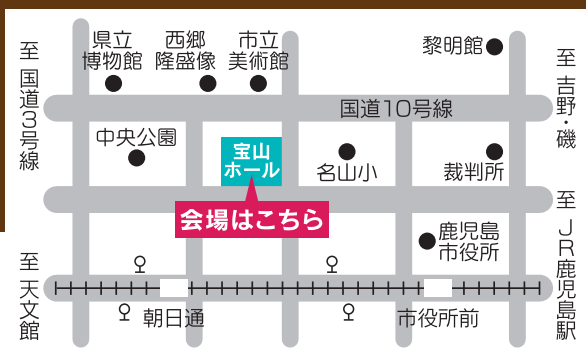 県立
博物館
西郷
隆盛像
市立
美術館
黎明館
至 国道3号線
至 吉野・磯
国道10号線
中央公園
宝山
ホール
名山小
裁判所
会場はこちら
至 JR鹿児島駅
鹿児島
市役所
至 天文館
朝日通
市役所前